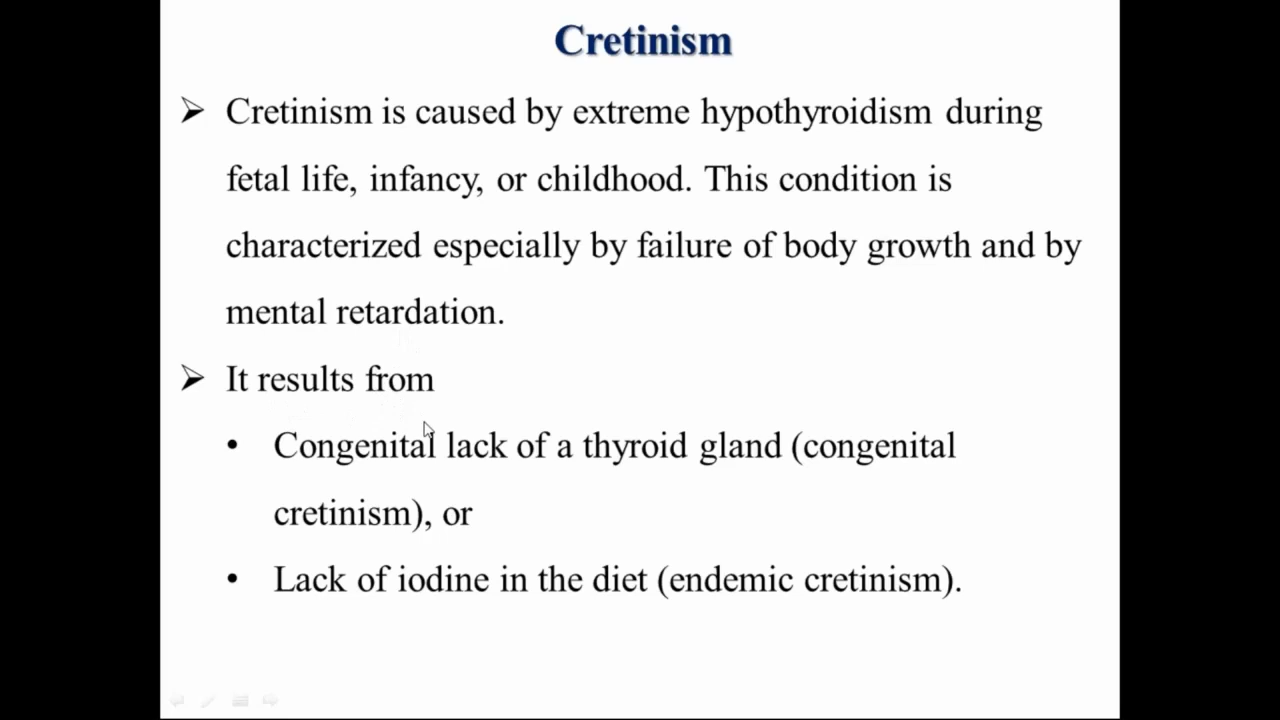 Cretinism
➢ Cretinism is caused by extreme hypothyroidism during
fetal life, infancy, or childhood. This condition is
characterized especially by failure of body growth and by
mental retardation.
➢ It results from
• Congenital lack of a thyroid gland (congenital
cretinism), or
• Lack of iodine in the diet (endemic cretinism).